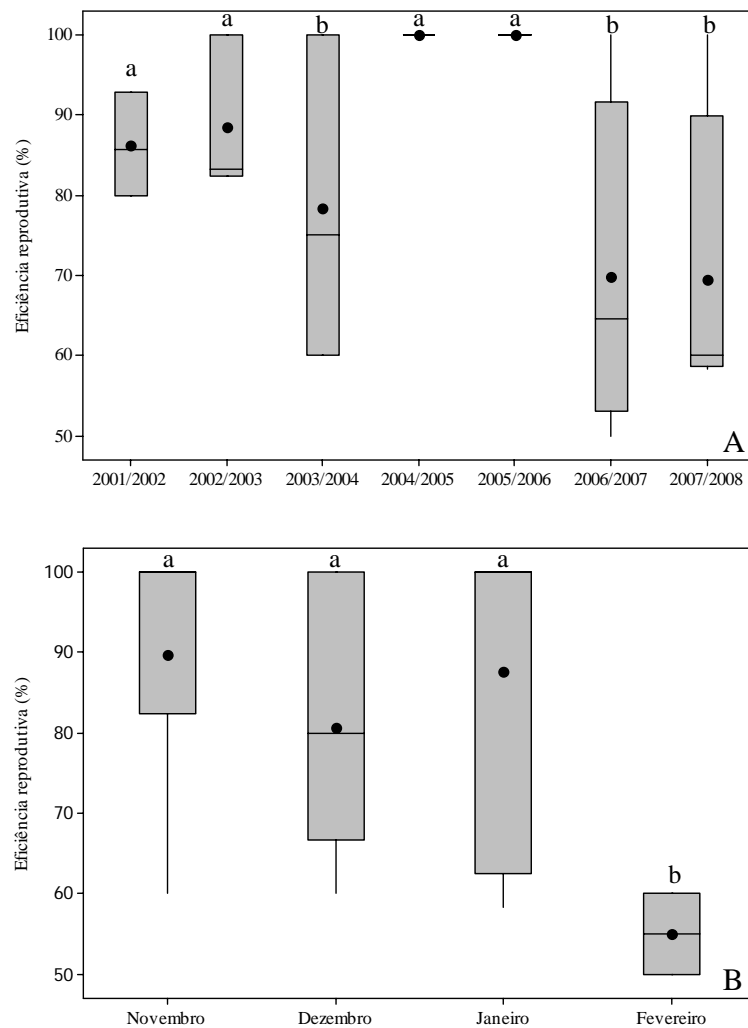 a a b a a b b
100
90
80
70
60
50
Eficiência reprodutiva (%)
A
2001/2002 2002/2003 2003/2004 2004/2005 2005/2006 2006/2007 2007/2008
a a a b
100
90
80
70
60
50
Eficiência reprodutiva (%)
B
Novembro Dezembro Janeiro Fevereiro